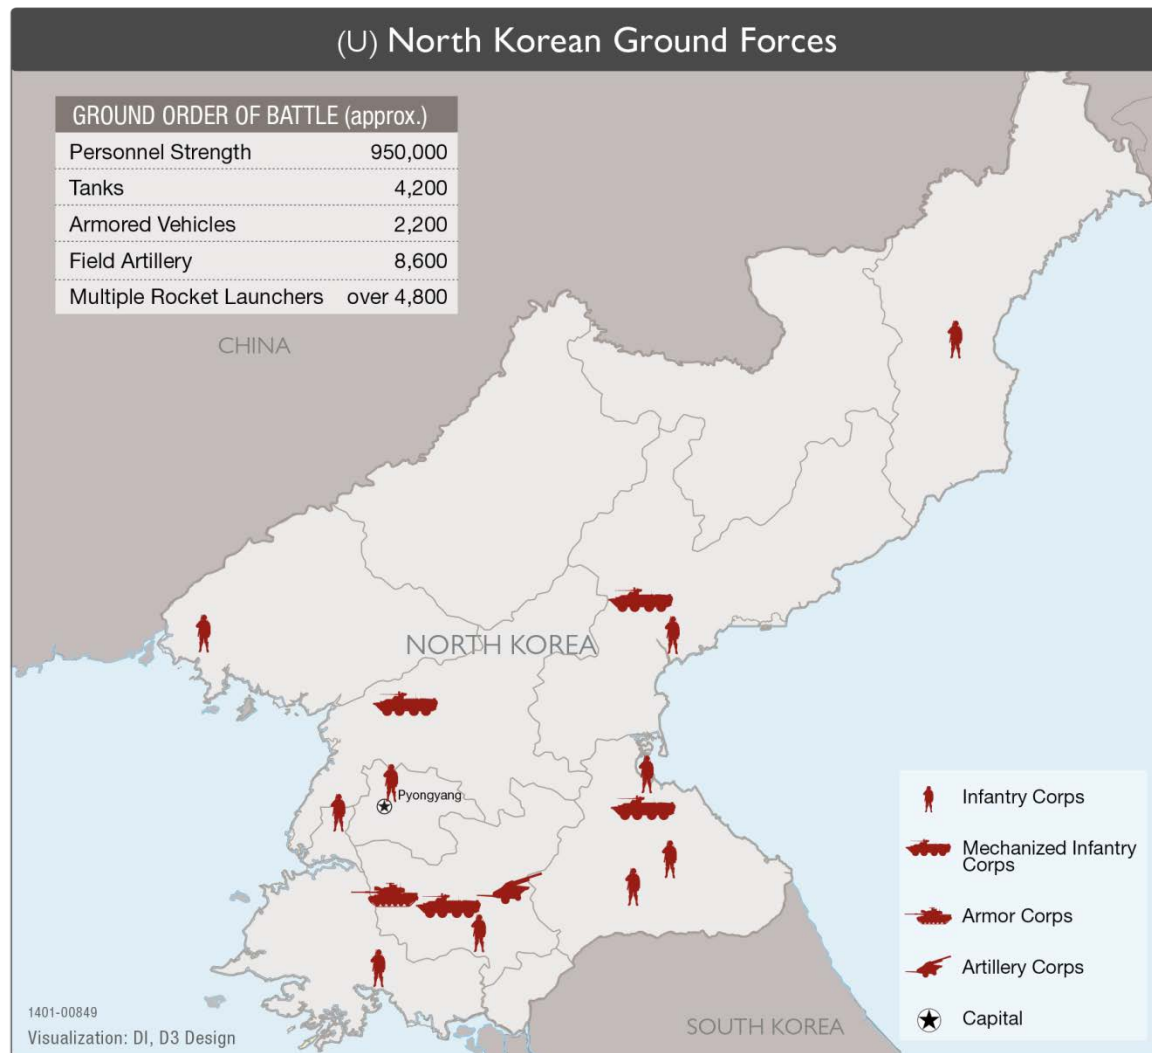 (U) North Korean Ground Forces
GROUND ORDER OF BATTLE (approx.)
Personnel Strength 950,000
Tanks 4,200
Armored Vehicles 2,200
Field Artillery 8,600
Multiple Rocket Launchers over 4,800
CHINA
NORTH KOREA
Pyongyang
Infantry Corps
Mechanized Infantry
Corps
Armor Corps
Artillery Corps
Capital
SOUTH KOREA
1401-00849
Visualization: DI, D3 Design